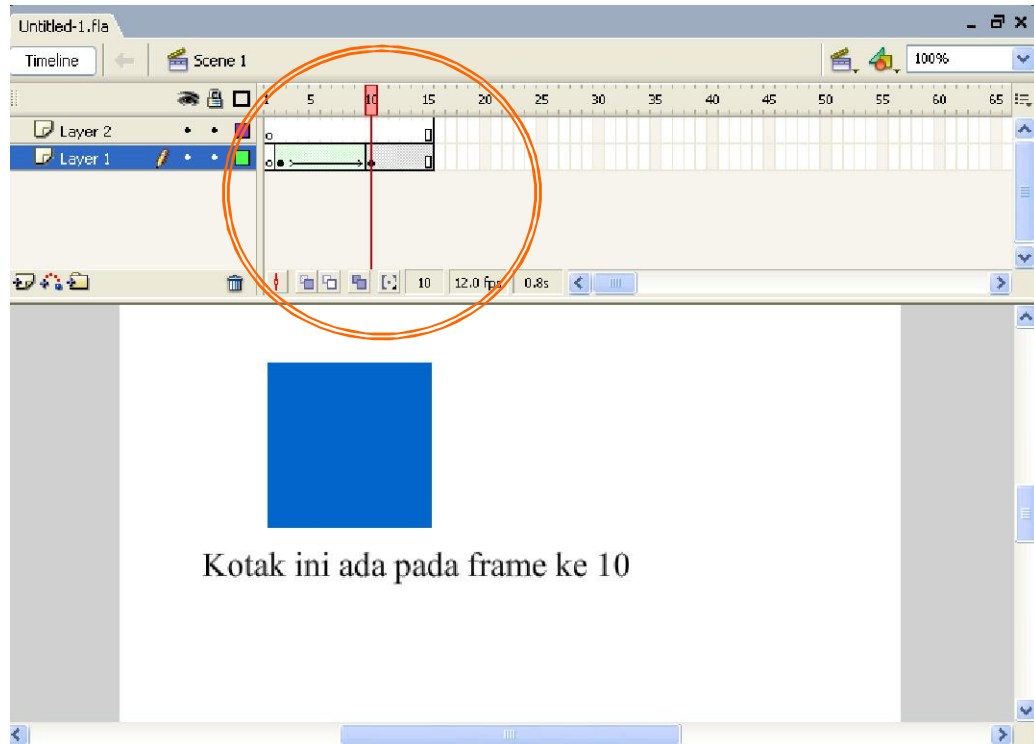 Untitled-1.fla
Timeline Scene 1 100%
1 5 10 15 20 25 30 35 40 45 50 55 60 65
Layer 2
Layer 1
10 12.0 fps 0.8s
Kotak ini ada pada frame ke 10